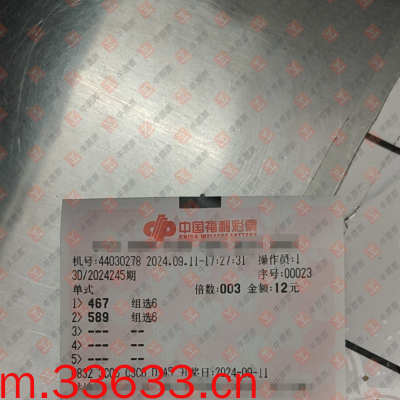 中国福利彩票
CHINA WELFARE LOTTERY
机号:44030278 2024.09.11-17:27:31 操作员:1
3D/2024245期 序号:00023
单式 倍数:003 金额:12元
1> 467 组选6
2> 589 组选6
3> --- --
4> --- --
5> --- --
开奖日:2024-09-11
m.33633.cn